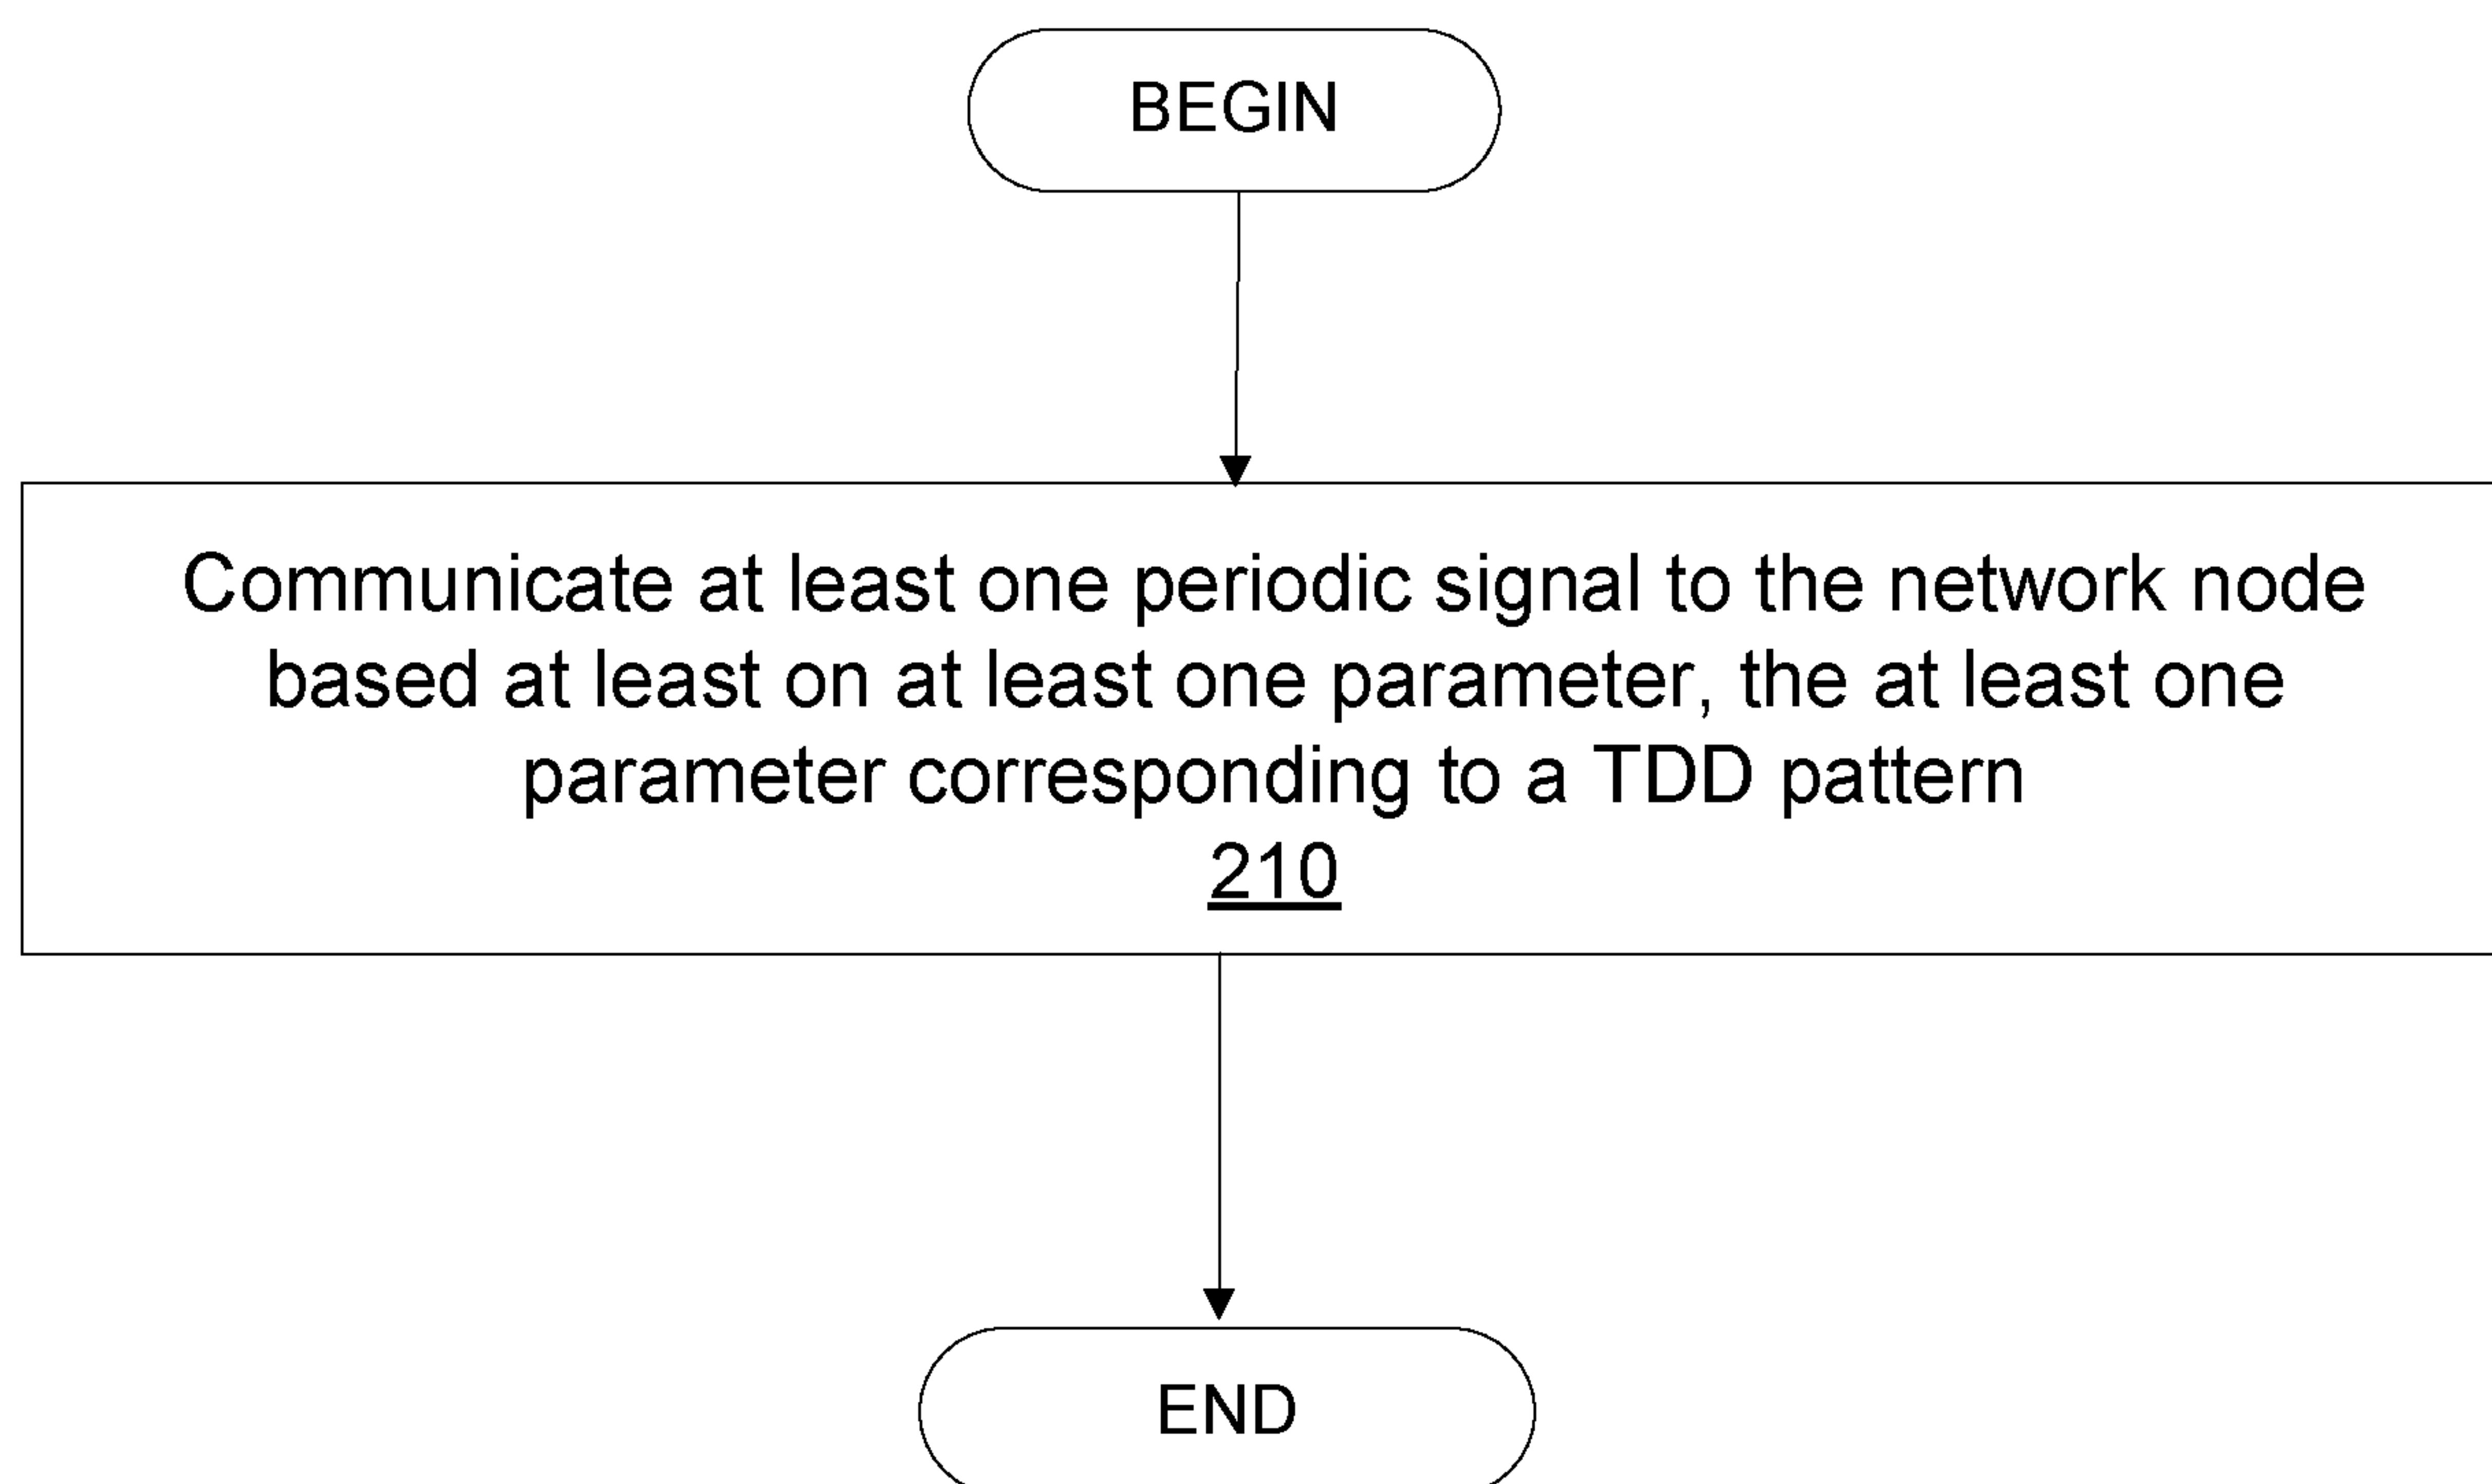 BEGIN
Communicate at least one periodic signal to the network node
based at least on at least one parameter, the at least one
parameter corresponding to a TDD pattern
210
END